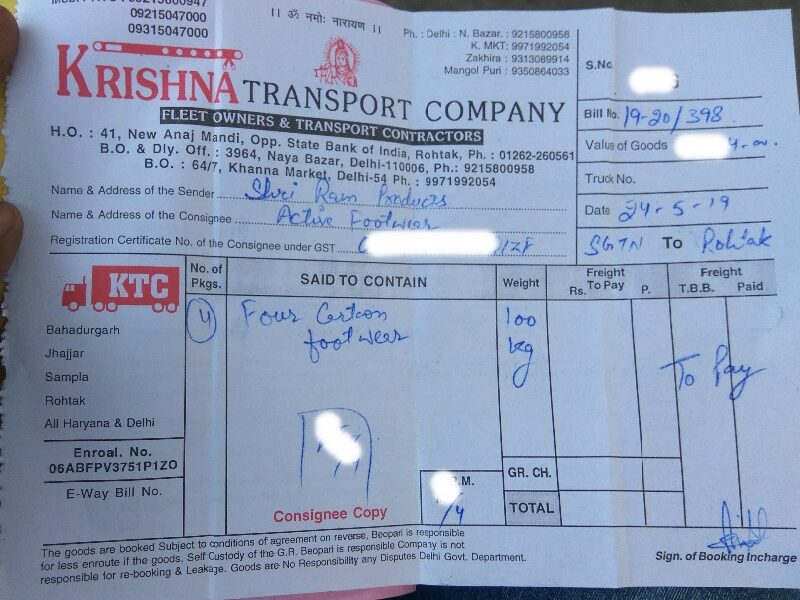 09215047000
09315047000
।। ॐ नमोः नारायण ।।
Ph. : Delhi : N. Bazar. : 9215800958
K. MKT: 9971992054
Zakhira : 9313089914
Mangol Puri : 9350864033
KRISHNA TRANSPORT COMPANY
FLEET OWNERS & TRANSPORT CONTRACTORS
H.O. : 41, New Anaj Mandi, Opp. State Bank of India, Rohtak, Ph. : 01262-260561
B.O. & Dly. Off. : 3964, Naya Bazar, Delhi-110006, Ph.: 9215800958
B.O. : 64/7, Khanna Market, Delhi-54 Ph. : 9971992054
S.No.
Bill No. 19-20/398
Value of Goods
Truck No.
Date 24-5-19
SGTN To Rohtak
Name & Address of the Sender Shri Ram Products
Name & Address of the Consignee Active Footwear
Registration Certificate No. of the Consignee under GST
KTC
No. of Pkgs. SAID TO CONTAIN Weight Freight To Pay Rs. P. Freight T.B.B. Paid
4 Four Cartoon footwear 100 kg To Pay
Bahadurgarh
Jhajjar
Sampla
Rohtak
All Haryana & Delhi
Enroal. No.
06ABFPV3751P1ZO
E-Way Bill No.
GR. CH.
TOTAL
Consignee Copy
Sign. of Booking Incharge
The goods are booked Subject to conditions of agreement on reverse, Beopari is responsible
for less enroute if the goods. Self Custody of the G.R. Beopari is responsible Company is not
responsible for re-booking & Leakage. Goods are No Responsibility any Disputes Delhi Govt. Department.